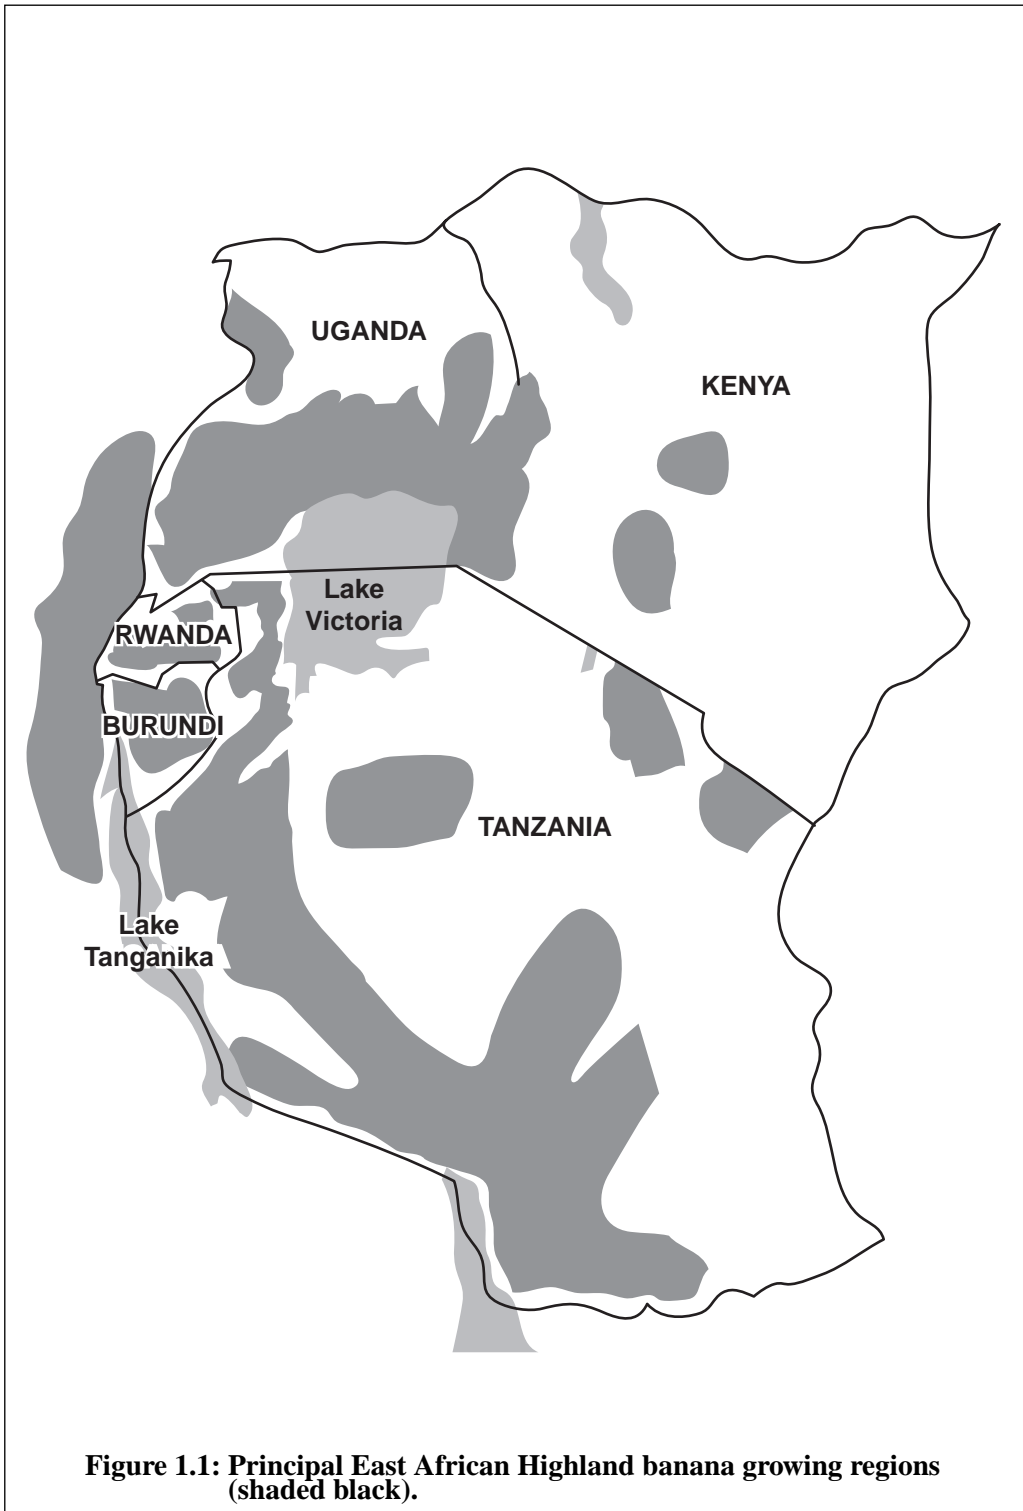 UGANDA
KENYA
Lake
Victoria
RWANDA
BURUNDI
TANZANIA
Lake
Tanganika
Figure 1.1: Principal East African Highland banana growing regions
(shaded black).